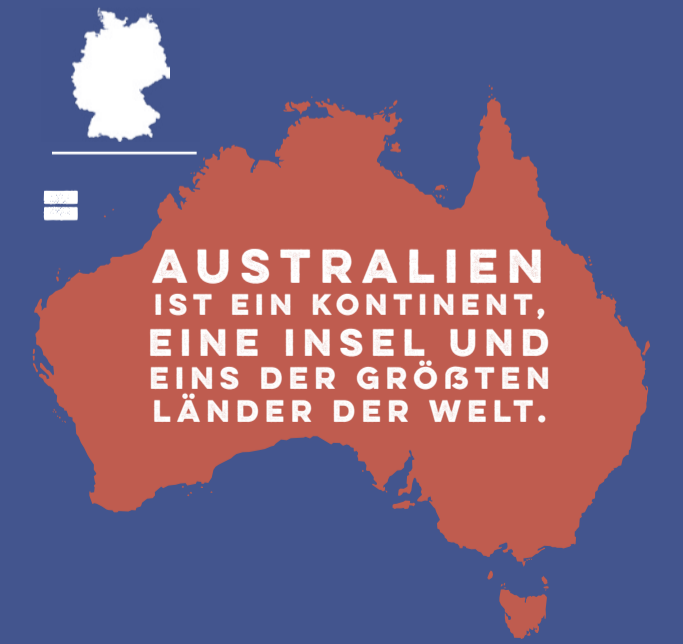 =
AUSTRALIEN
IST EIN KONTINENT,
EINE INSEL UND
EINS DER GRÖßTEN
LÄNDER DER WELT.